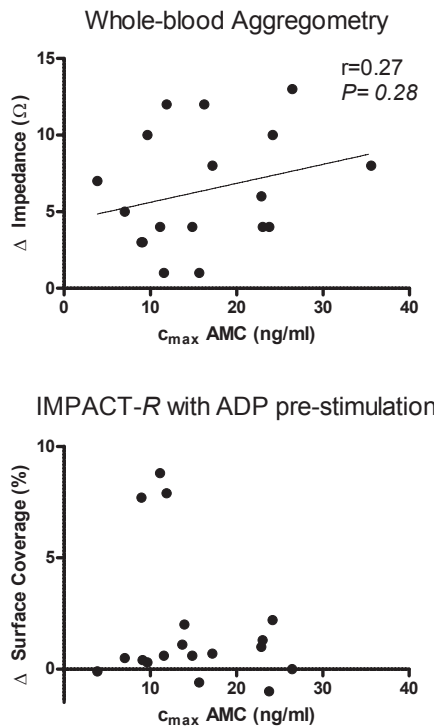 Whole-blood Aggregometry
r=0.27
P= 0.28
15
10
5
0
Δ Impedance (Ω)
0 10 20 30 40
cmax AMC (ng/ml)
IMPACT-R with ADP pre-stimulation
10
5
0
Δ Surface Coverage (%)
10 20 30 40
cmax AMC (ng/ml)